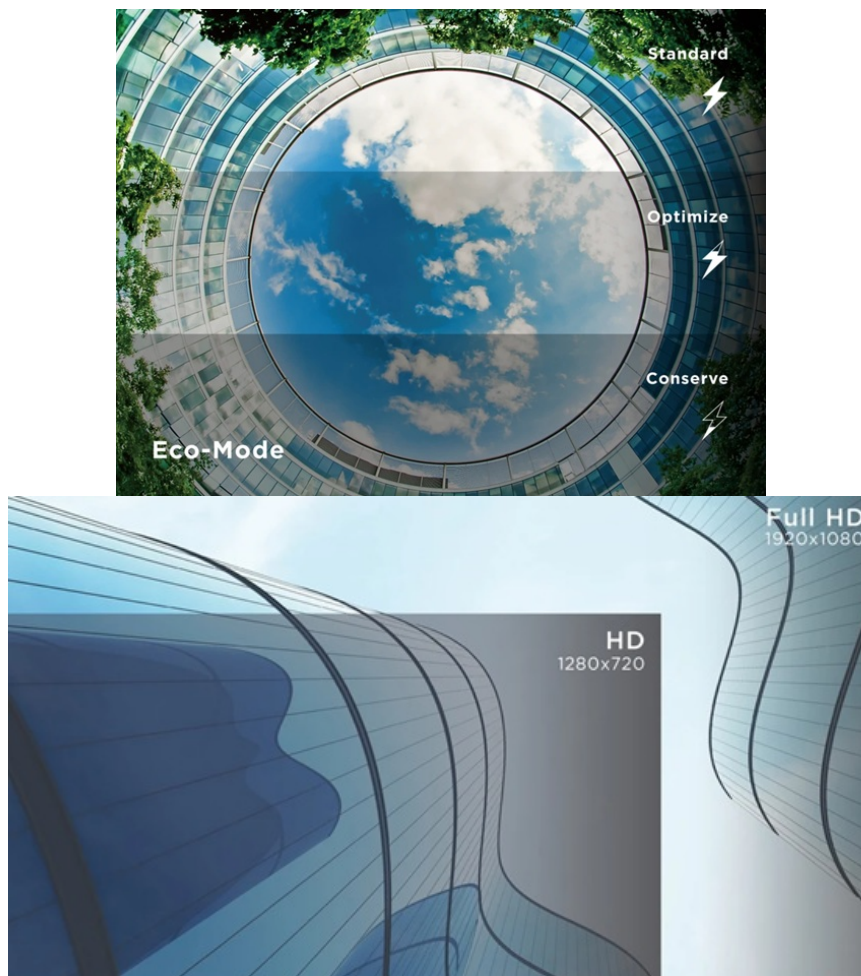 Standard
Optimize
Conserve
Eco-Mode
Full HD
1920x1080
HD
1280x720